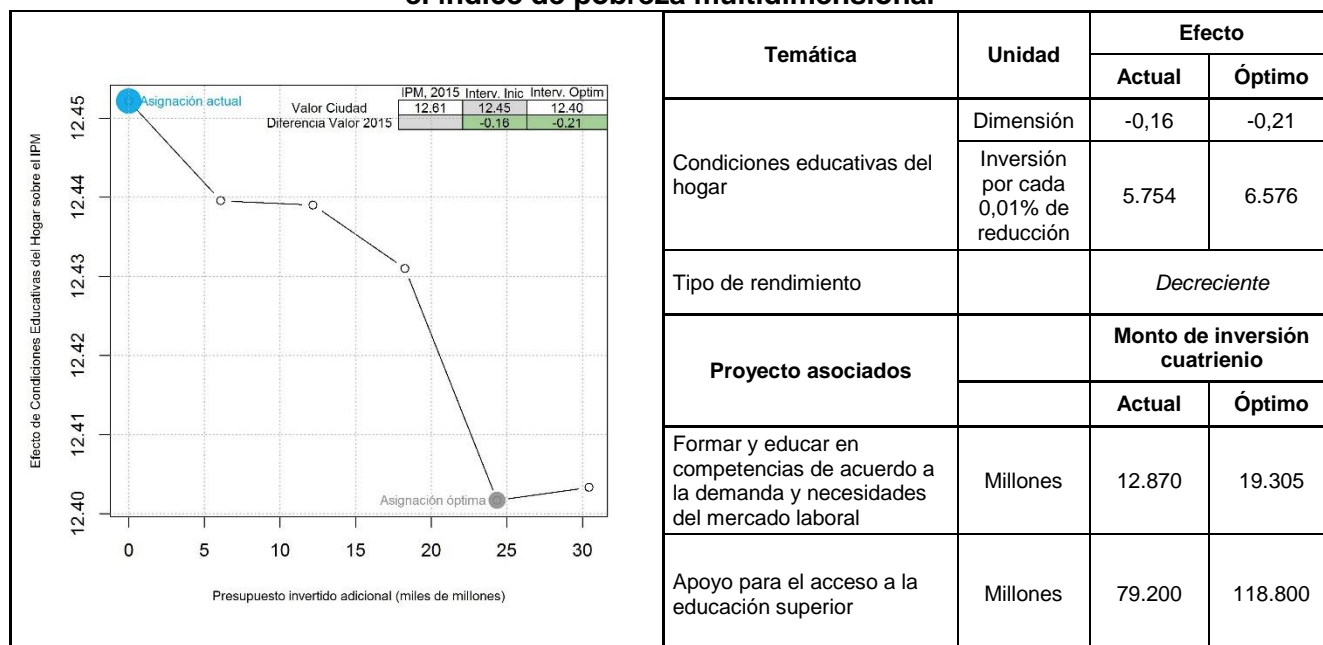 el índice de pobreza multidimensional
Efecto de Condiciones Educativas del Hogar sobre el IPM
12.45
12.44
12.43
12.42
12.41
12.40
Asignación actual
IPM, 2015 Interv. Inic Interv. Optim
Valor Ciudad 12.61 12.45 12.40
Diferencia Valor 2015 -0.16 -0.21
Asignación óptima
0 5 10 15 20 25 30
Presupuesto invertido adicional (miles de millones)
Temática Unidad Efecto
Actual Óptimo
Condiciones educativas del
hogar
Dimensión -0,16 -0,21
Inversión
por cada
0,01% de
reducción
5.754 6.576
Tipo de rendimiento Decreciente
Proyecto asociados Monto de inversión
cuatrienio
Actual Óptimo
Formar y educar en
competencias de acuerdo a
la demanda y necesidades
del mercado laboral
Millones 12.870 19.305
Apoyo para el acceso a la
educación superior
Millones 79.200 118.800